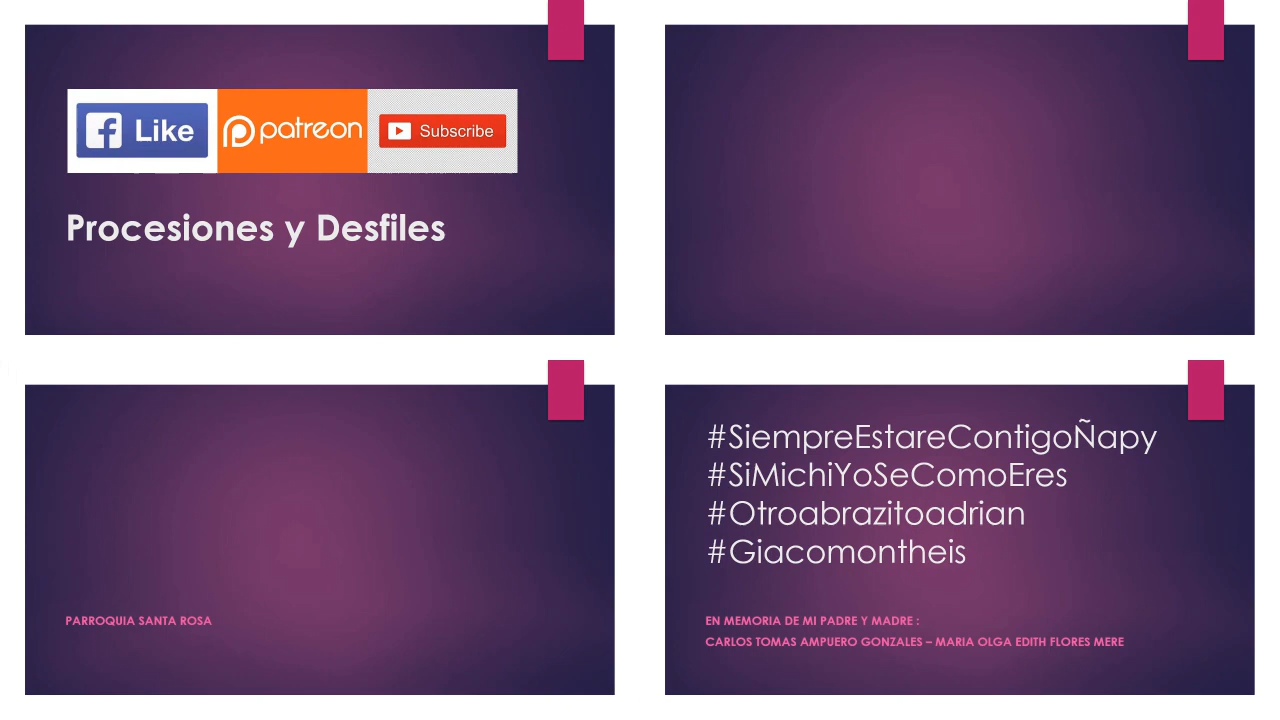 Like
patreon
Subscribe
Procesiones y Desfiles
PARROQUIA SANTA ROSA
#SiempreEstareContigoÑapy
#SiMichiYoSeComoEres
#Otroabrazitoadrian
#Giacomontheis
EN MEMORIA DE MI PADRE Y MADRE :
CARLOS TOMAS AMPUERO GONZALES – MARIA OLGA EDITH FLORES MERE